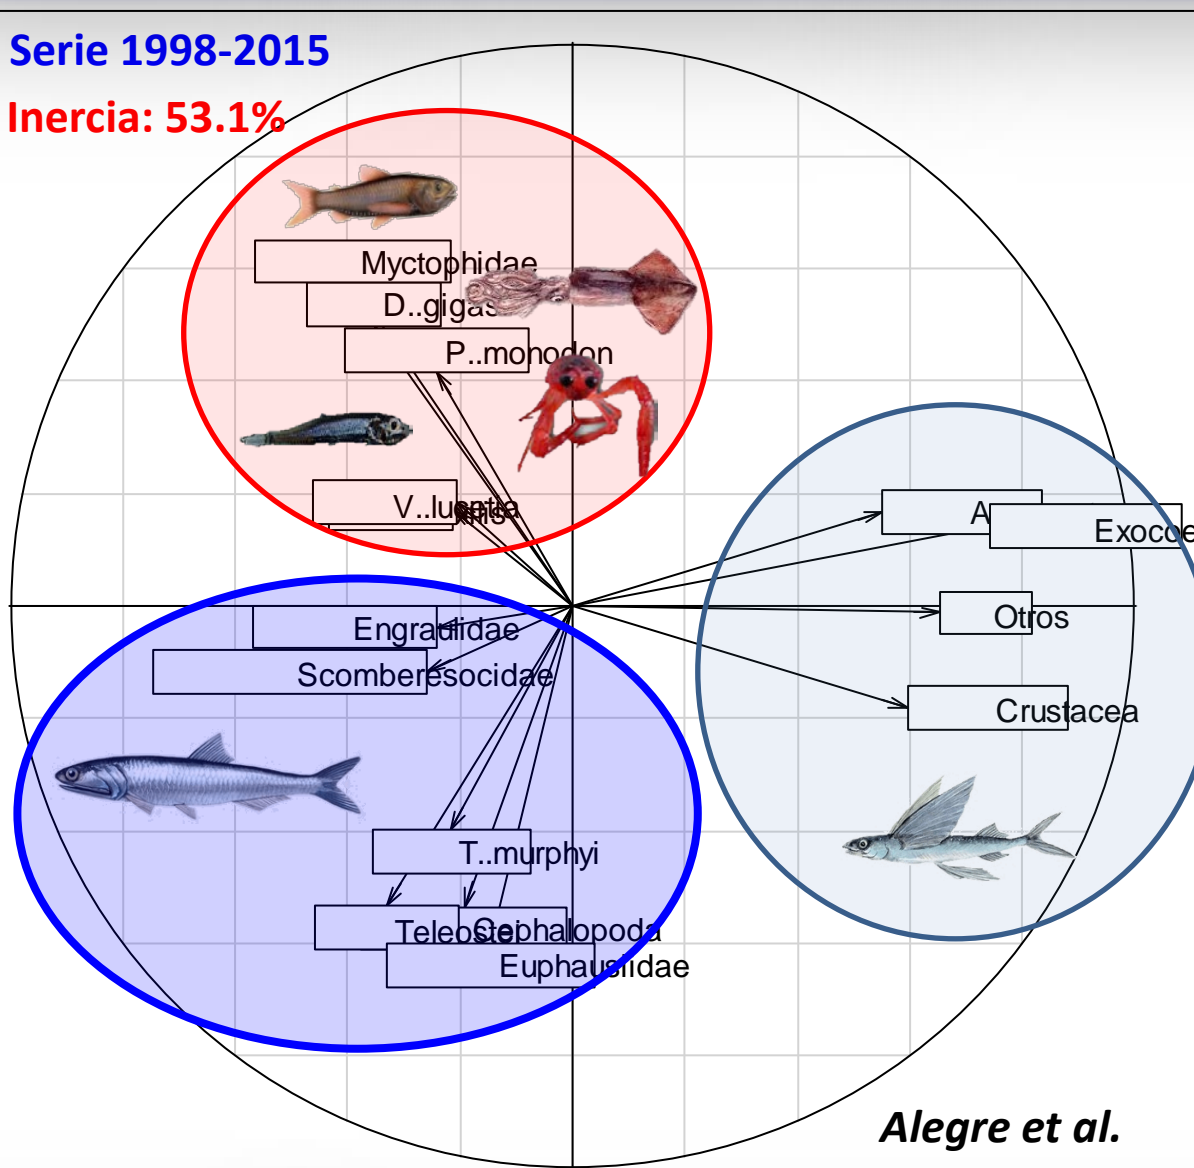 Serie 1998-2015
Inercia: 53.1%
Myctophidae
D..gigas
P..monodon
V..lucetia
A
Exocoe
Otros
Engraulidae
Scomberesocidae
Crustacea
T..murphyi
Teleostei
Cephalopoda
Euphausiidae
Alegre et al.